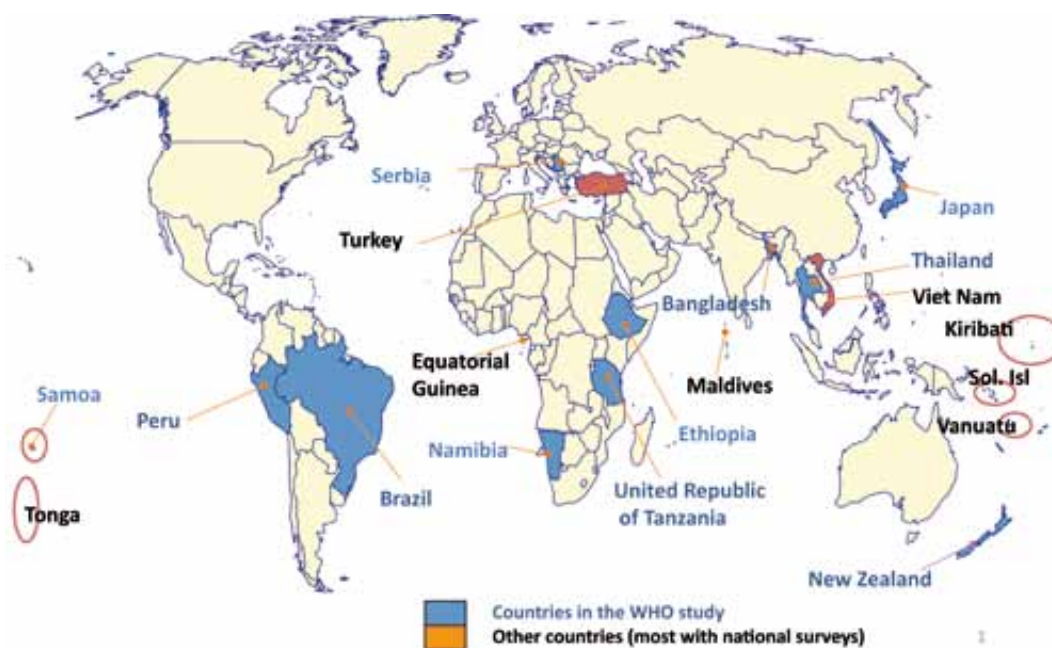 Serbia
Turkey
Japan
Thailand
Bangladesh
Viet Nam
Kiribati
Equatorial
Guinea
Maldives
Sol. Isl
Samoa
Peru
Vanuatu
Namibia
Ethiopia
Brazil
United Republic
of Tanzania
Tonga
New Zealand
Countries in the WHO study
Other countries (most with national surveys)